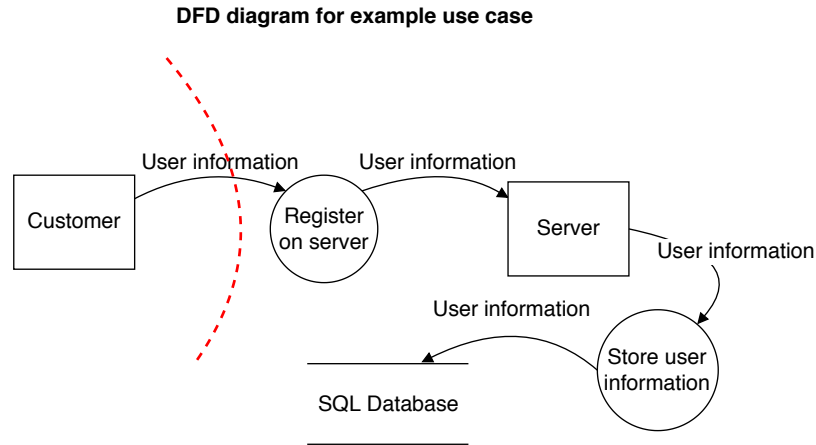 DFD diagram for example use case
User information
User information
Customer
Register
on server
Server
User information
User information
Store user
information
SQL Database